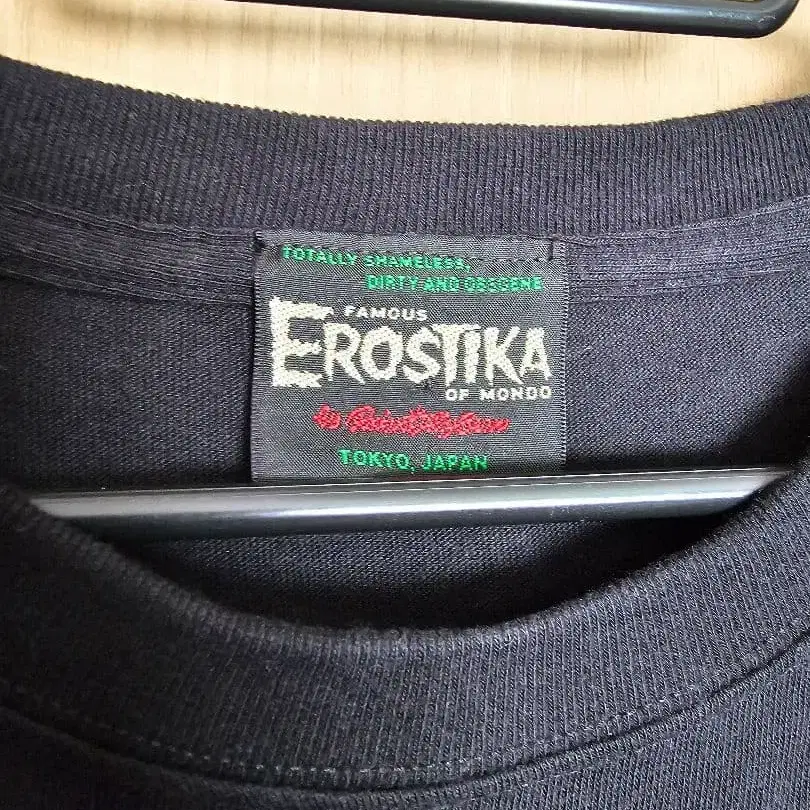 TOTALLY SHAMELESS,
DIRTY AND OBSCENE
A FAMOUS
EROSTIKA
OF MONDO
TOKYO, JAPAN